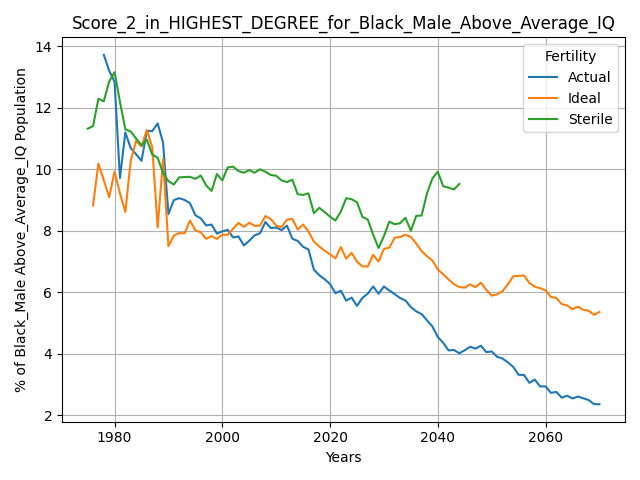 Score_2_in_HIGHEST_DEGREE_for_Black_Male_Above_Average_IQ
% of Black_Male Above_Average_IQ Population
14
12
10
8
6
4
2
Fertility
Actual
Ideal
Sterile
1980
2000
2020
2040
2060
Years